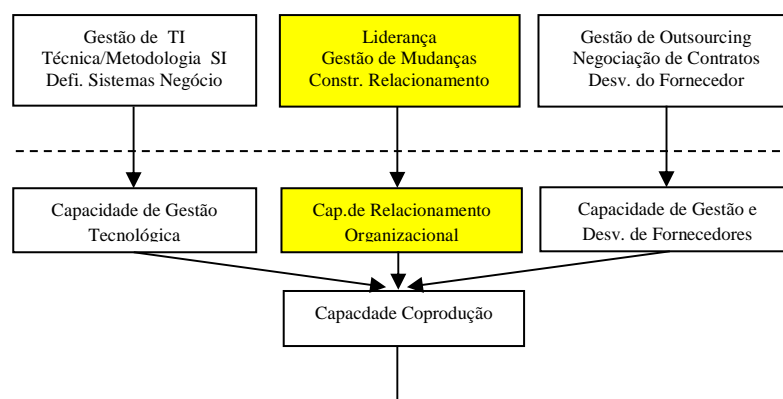 Gestão de TI
Técnica/Metodologia SI
Defi. Sistemas Negócio
Liderança
Gestão de Mudanças
Constr. Relacionamento
Gestão de Outsourcing
Negociação de Contratos
Desv. do Fornecedor
Capacidade de Gestão
Tecnológica
Cap.de Relacionamento
Organizacional
Capacidade de Gestão e
Desv. de Fornecedores
Capacdade Coprodução